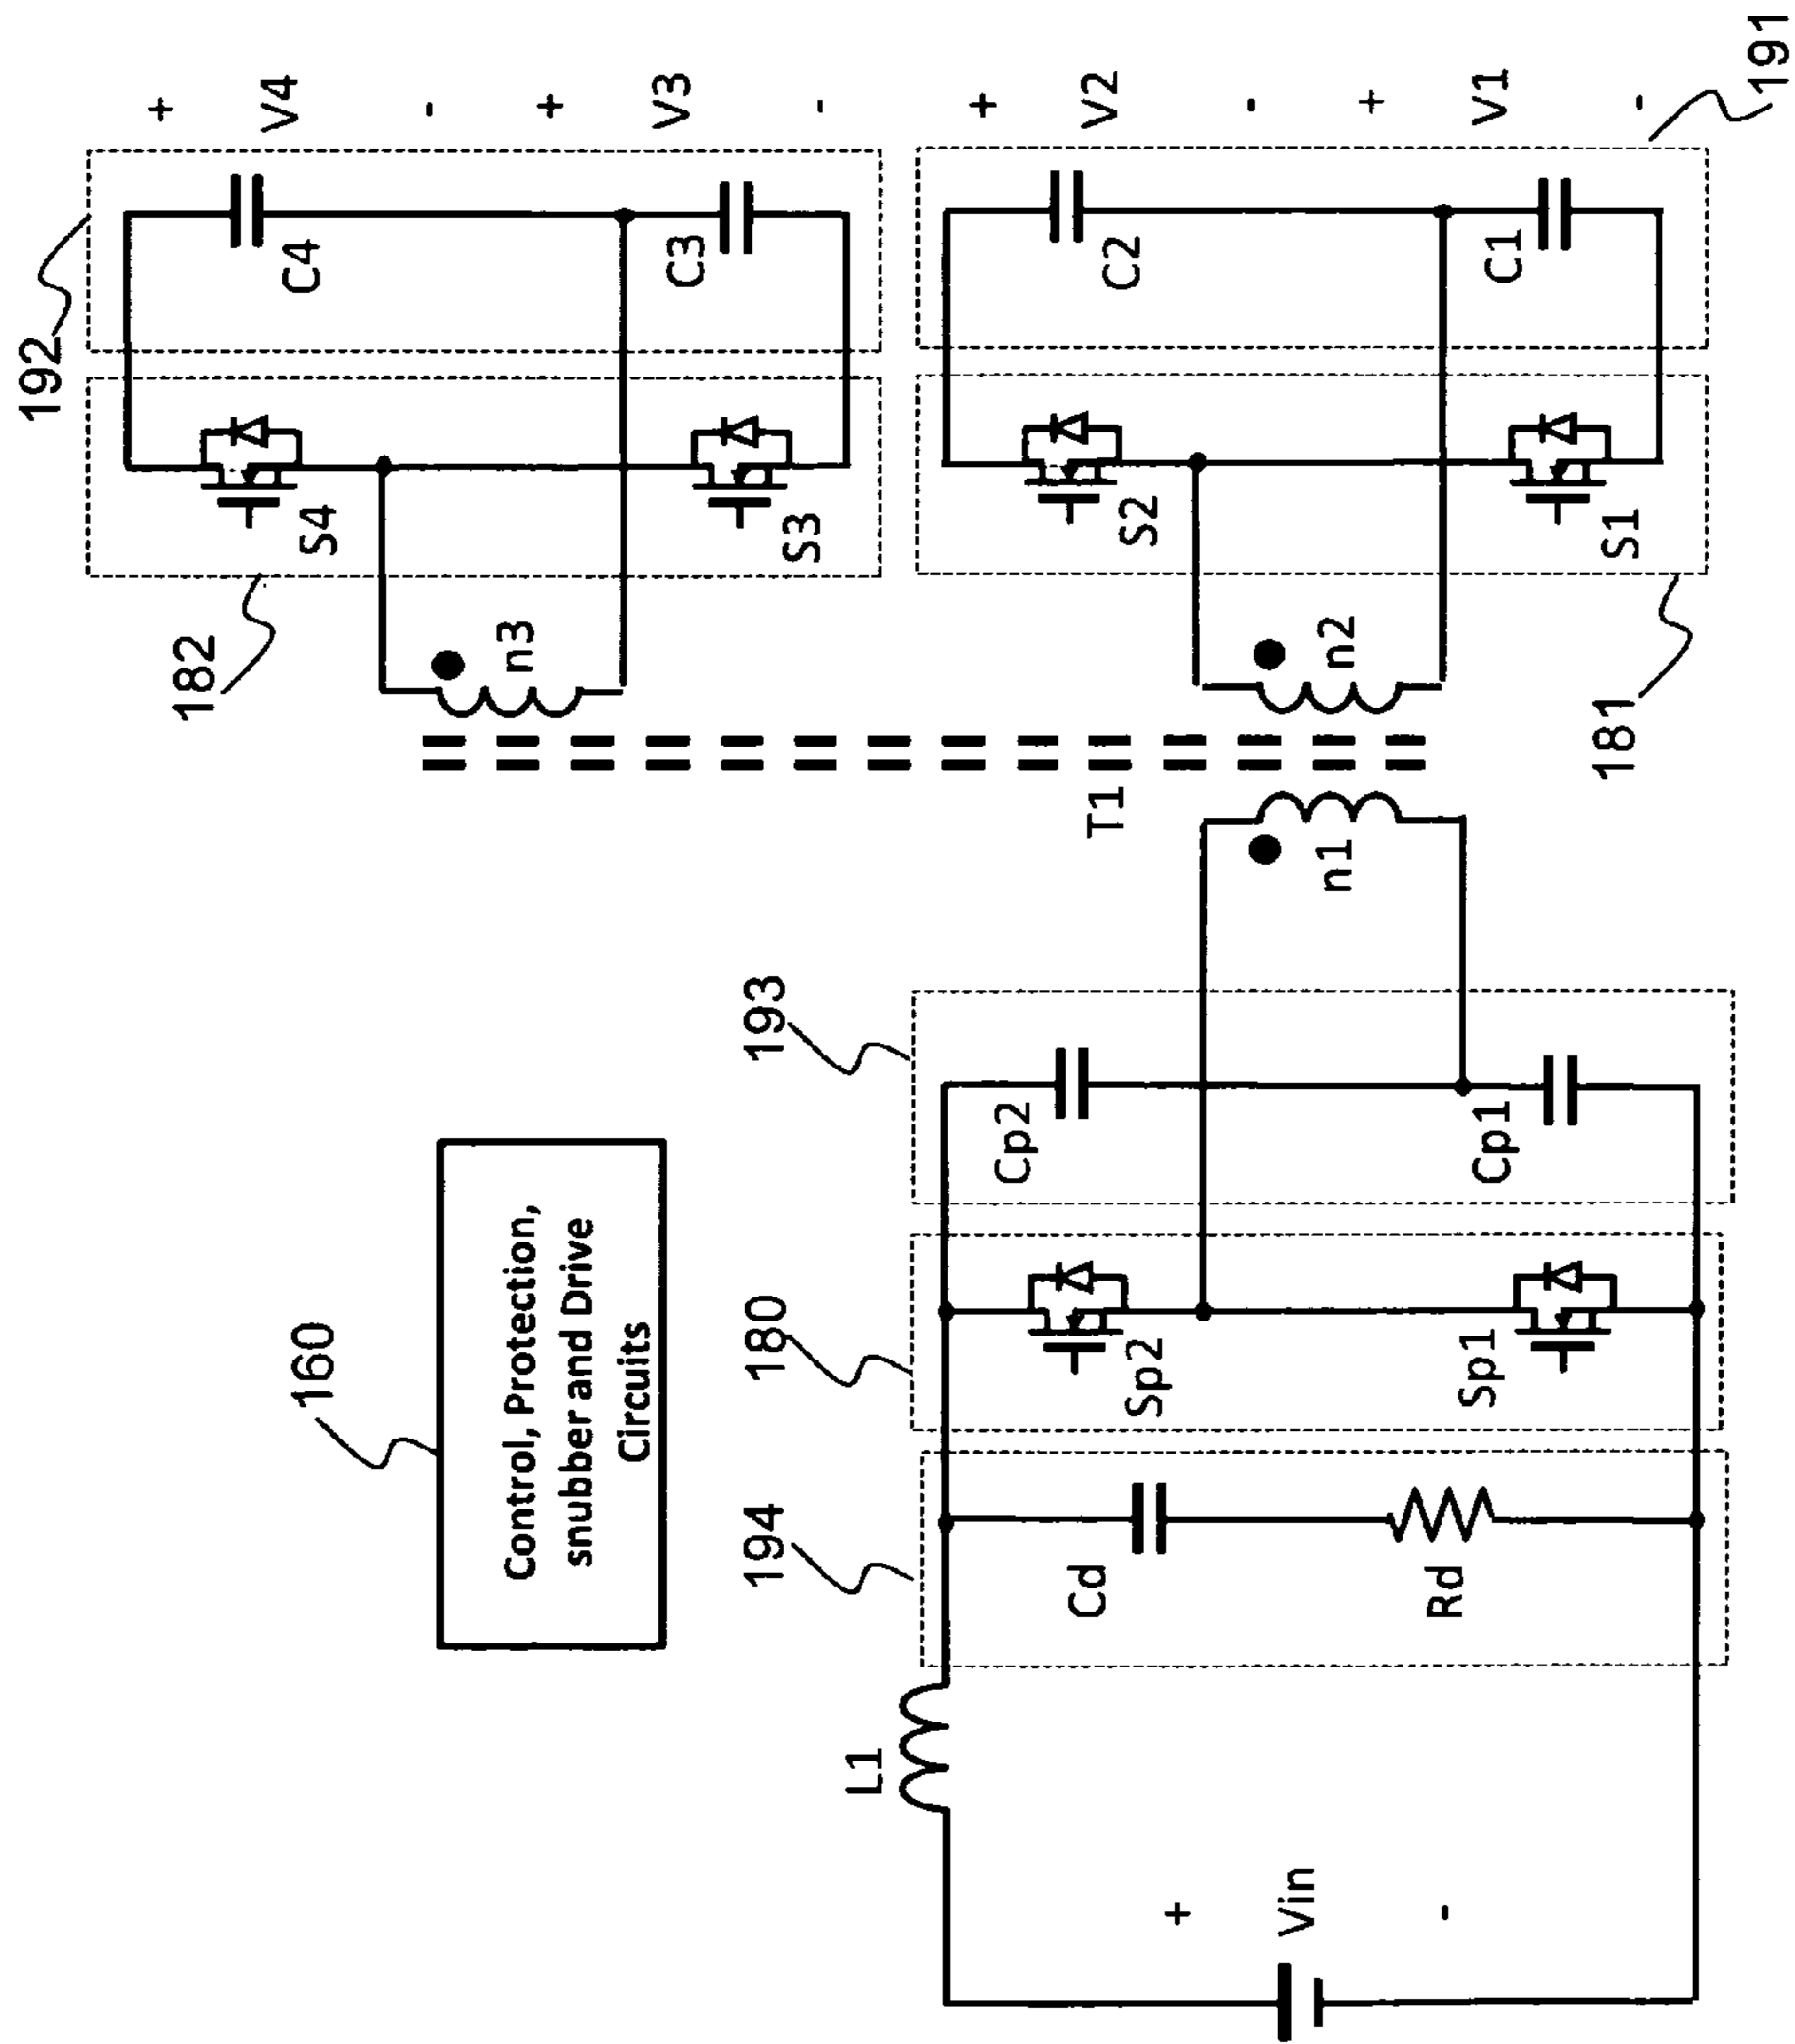 192
+
V4
-
+
V3
-
C4
C3
182
S4
S3
n3
+
V2
-
+
V1
-
191
C2
C1
S2
S1
n2
181
T1
n1
160
Control, Protection,
snubber and Drive
Circuits
193
Cp2
Cp1
180
Sp2
Sp1
194
Cd
Rd
L1
+
Vin
-